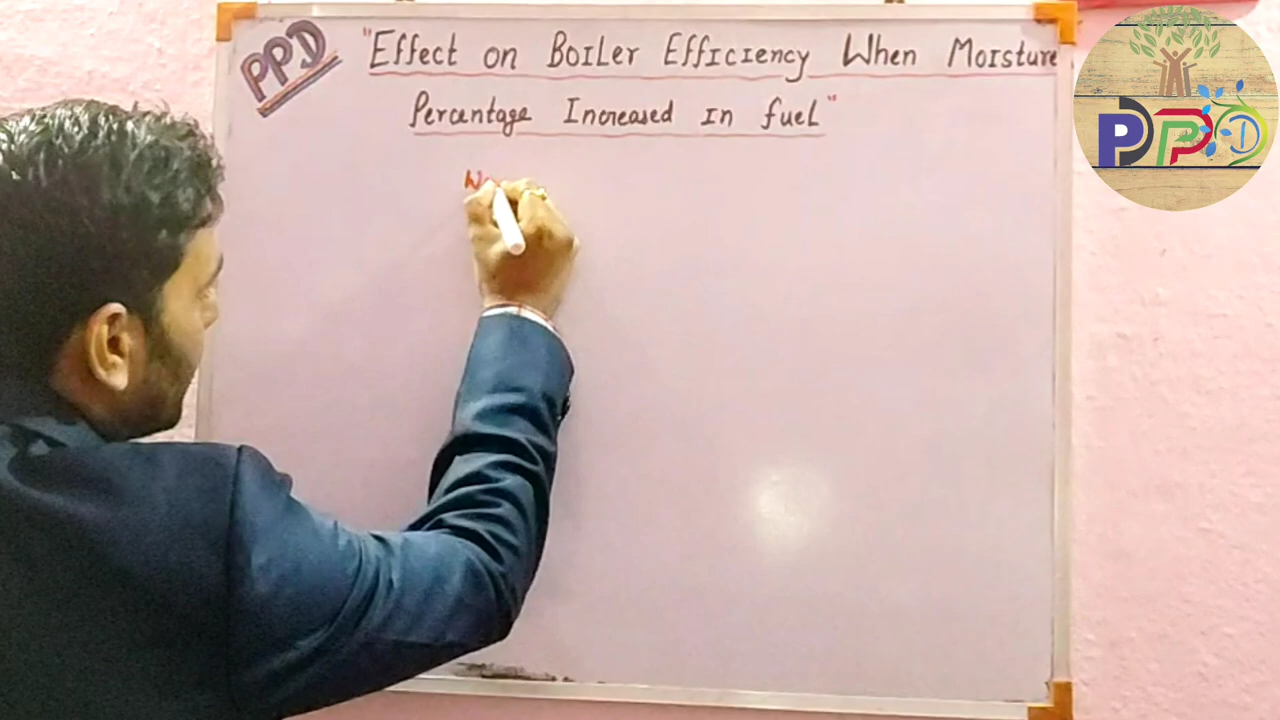 PPD
"Effect on Boiler Efficiency When Moisture
Percentage Increased in fuel"
PPD